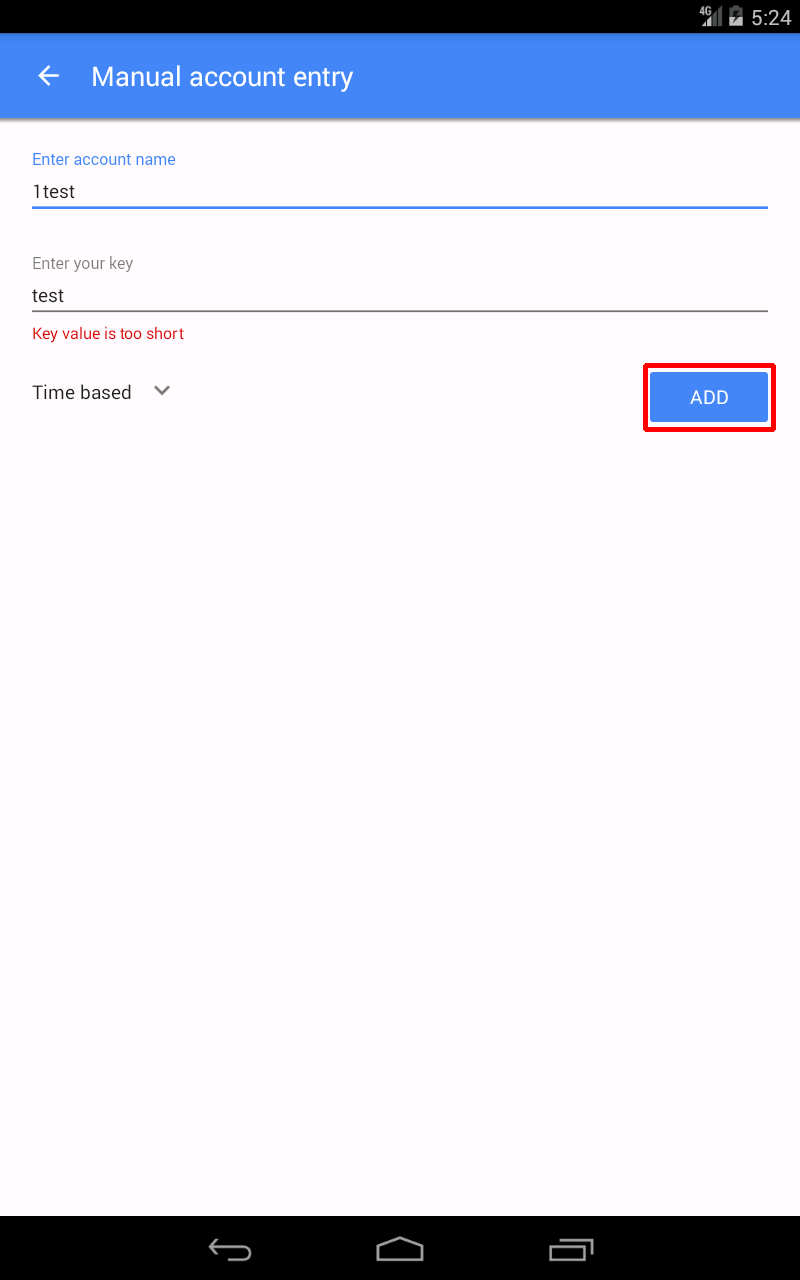 4G 5:24
Manual account entry
Enter account name
1test
Enter your key
test
Key value is too short
Time based
ADD